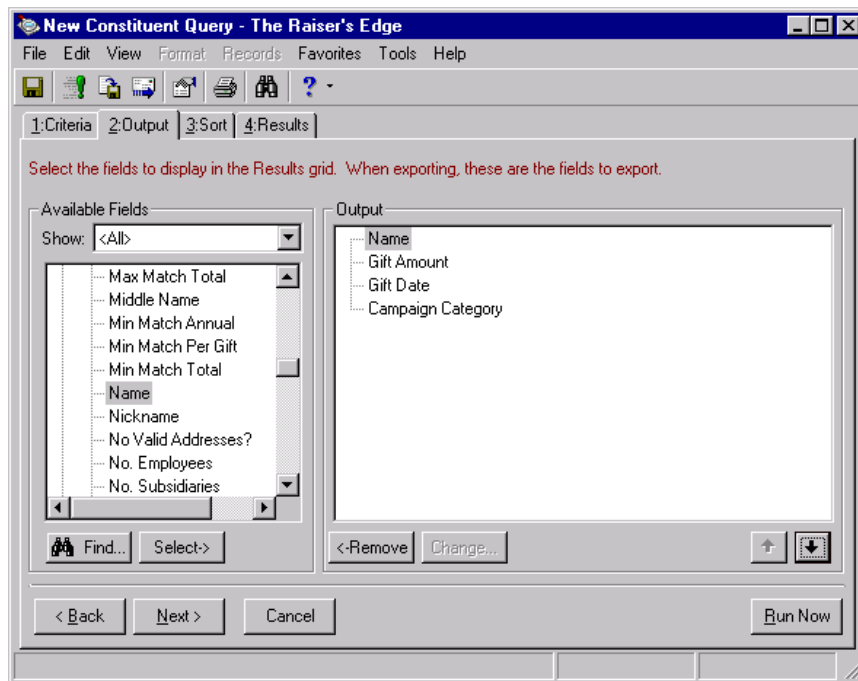 New Constituent Query - The Raiser's Edge
File Edit View Format Records Favorites Tools Help
?
1:Criteria 2:Output 3:Sort 4:Results
Select the fields to display in the Results grid. When exporting, these are the fields to export.
Available Fields
Show: <All>
Max Match Total
Middle Name
Min Match Annual
Min Match Per Gift
Min Match Total
Name
Nickname
No Valid Addresses?
No. Employees
No. Subsidiaries
Find... Select->
Output
Name
Gift Amount
Gift Date
Campaign Category
<-Remove Change...
< Back Next > Cancel Run Now